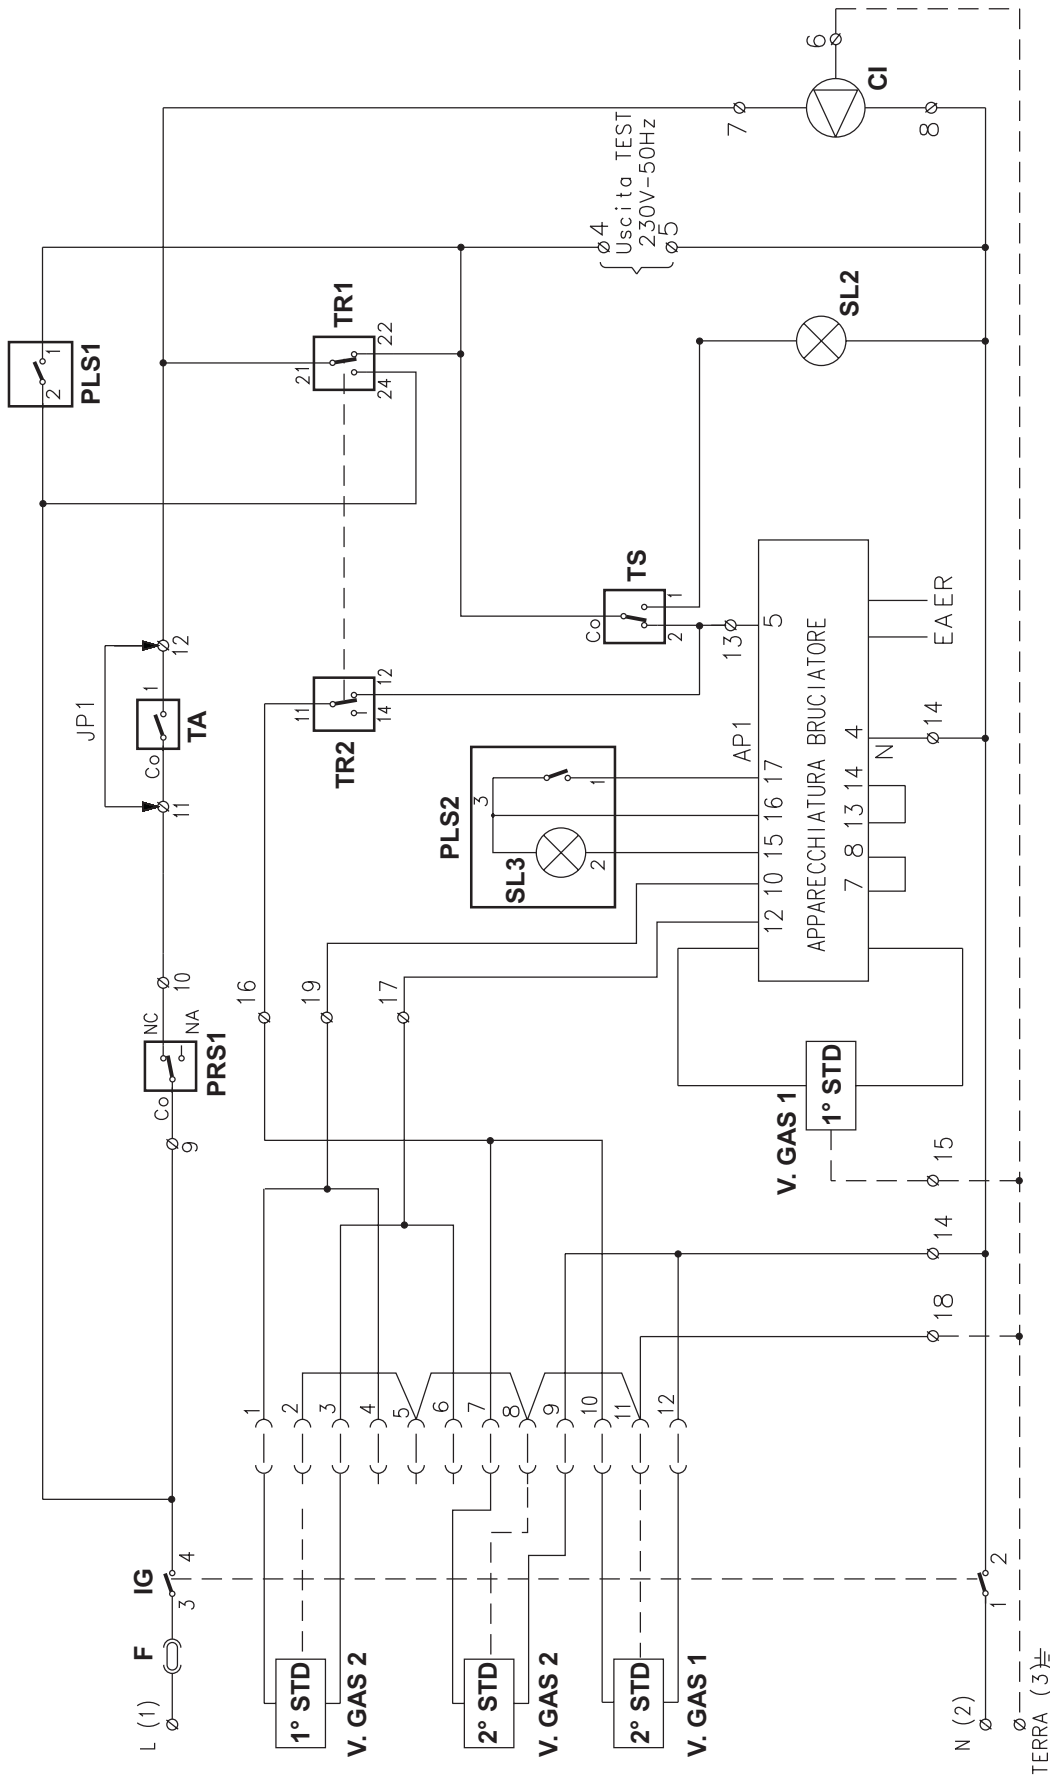 L (1)
F
IG
3
4
9
Co
PRS1
NC
NA
10
11
JP1
Co
TA
1
12
PLS1
2
1
TR1
21
22
24
TR2
11
12
14
16
19
17
PLS2
3
SL3
1
2
TS
Co
1
2
13
Uscita TEST
230V-50Hz
4
5
SL2
7
6
CI
8
AP1
APPARECCHIATURA BRUCIATORE
12
10
15
16
17
5
7
8
13
14
4
N
14
EA
ER
V. GAS 1
1° STD
15
14
18
1
2
3
4
5
6
7
8
9
10
11
12
1° STD
V. GAS 2
2° STD
V. GAS 2
2° STD
V. GAS 1
N (2)
1
2
TERRA (3)